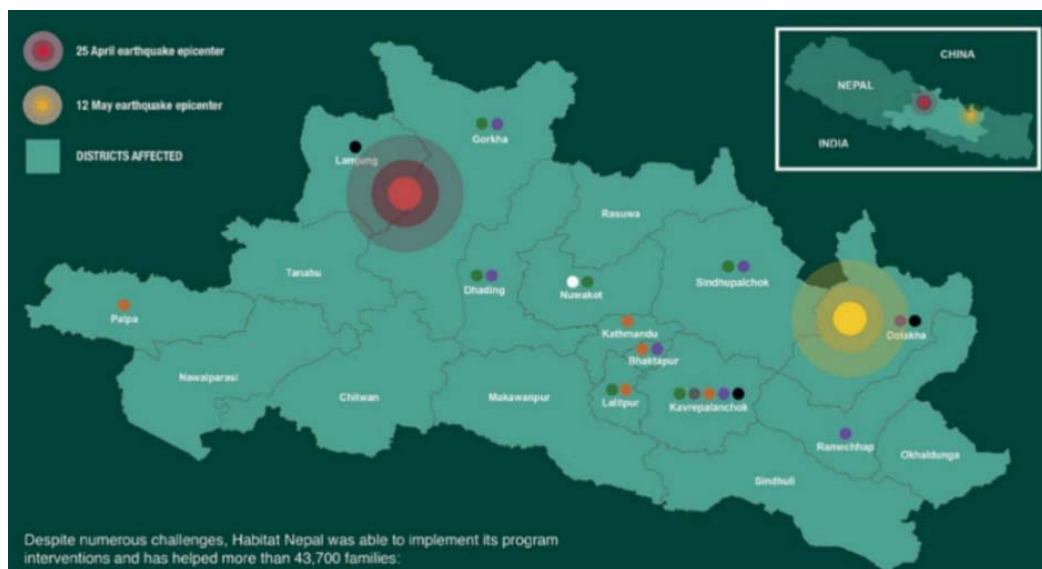 25 April earthquake epicenter
12 May earthquake epicenter
DISTRICTS AFFECTED
CHINA
NEPAL
INDIA
Gorkha
Lamjung
Rasuwa
Tanahu
Dhading
Nuwakot
Sindhupalchok
Palpa
Kathmandu
Dolakha
Bhaktapur
Nawalparasi
Chitwan
Makawanpur
Lalitpur
Kavrepalanchok
Ramechhap
Okhaldunga
Sindhuli
Despite numerous challenges, Habitat Nepal was able to implement its program
interventions and has helped more than 43,700 families: